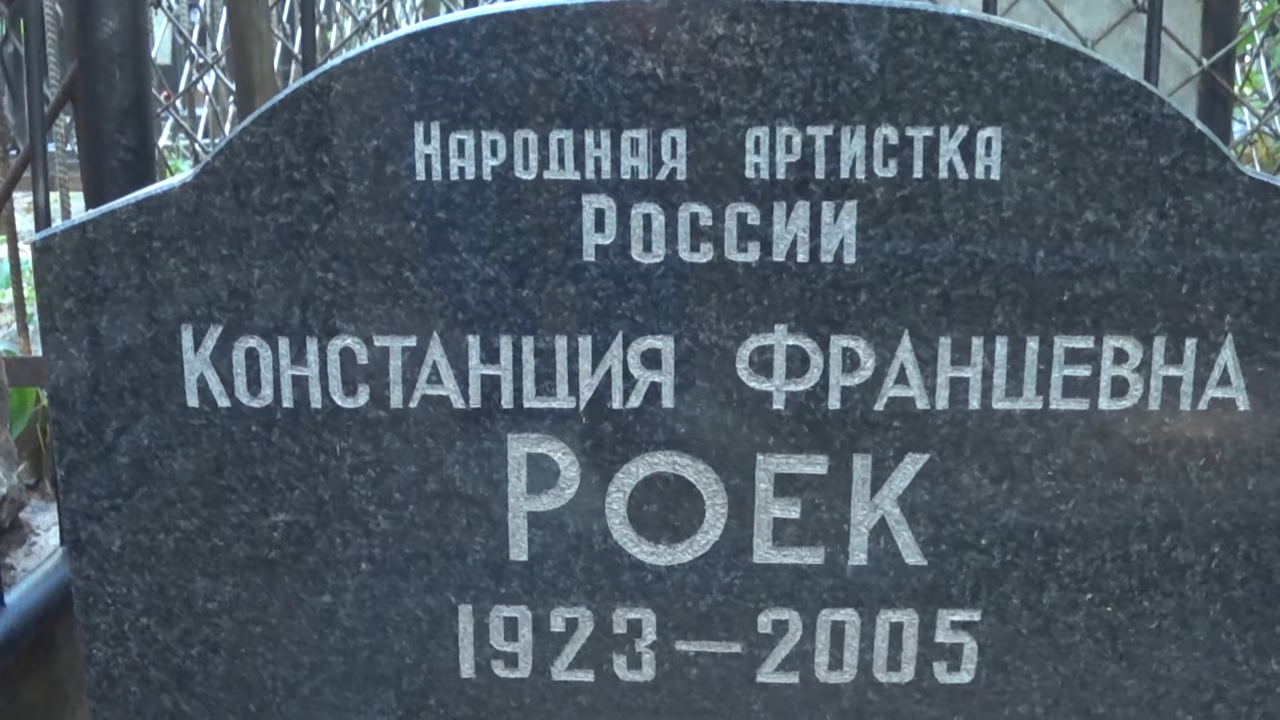 Народная артистка
России
Констанция Францевна
Роек
1923–2005